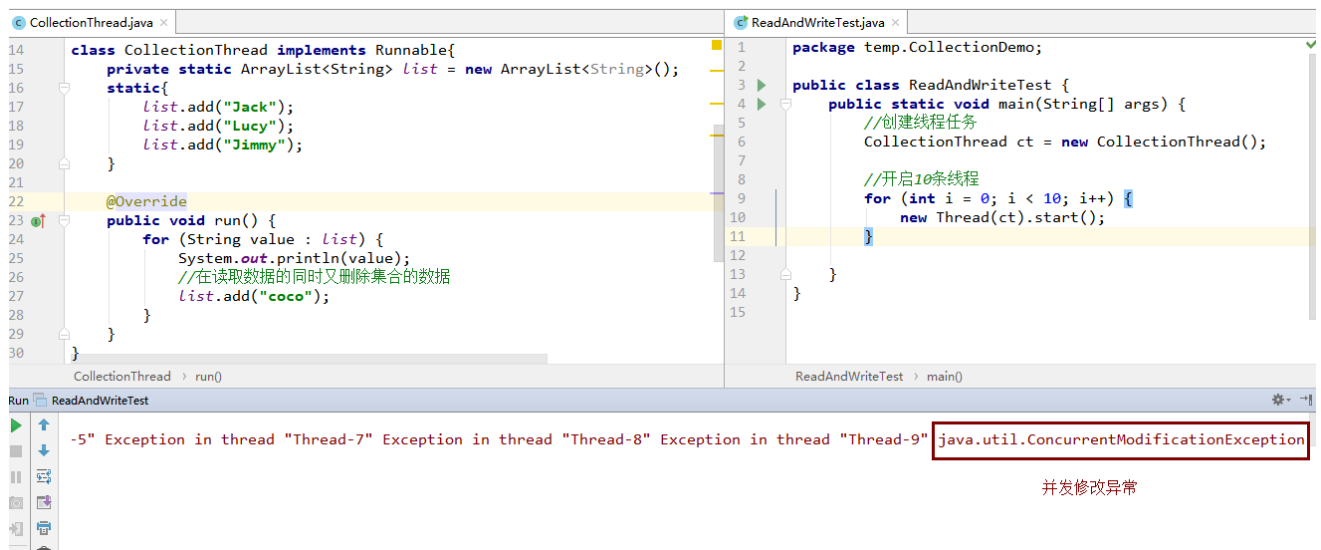 CollectionThread.java
14 class CollectionThread implements Runnable{
15 private static ArrayList<String> list = new ArrayList<String>();
16 static{
17 list.add("Jack");
18 list.add("Lucy");
19 list.add("Jimmy");
20 }
21
22 @Override
23 public void run() {
24 for (String value : list) {
25 System.out.println(value);
26 //在读取数据的同时又删除集合的数据
27 list.add("coco");
28 }
29 }
30 }
CollectionThread › run()
ReadAndWriteTest.java
1 package temp.CollectionDemo;
2
3 public class ReadAndWriteTest {
4 public static void main(String[] args) {
5 //创建线程任务
6 CollectionThread ct = new CollectionThread();
7
8 //开启10条线程
9 for (int i = 0; i < 10; i++) {
10 new Thread(ct).start();
11 }
12
13 }
14 }
15
ReadAndWriteTest › main()
Run ReadAndWriteTest
-5" Exception in thread "Thread-7" Exception in thread "Thread-8" Exception in thread "Thread-9" java.util.ConcurrentModificationException
并发修改异常